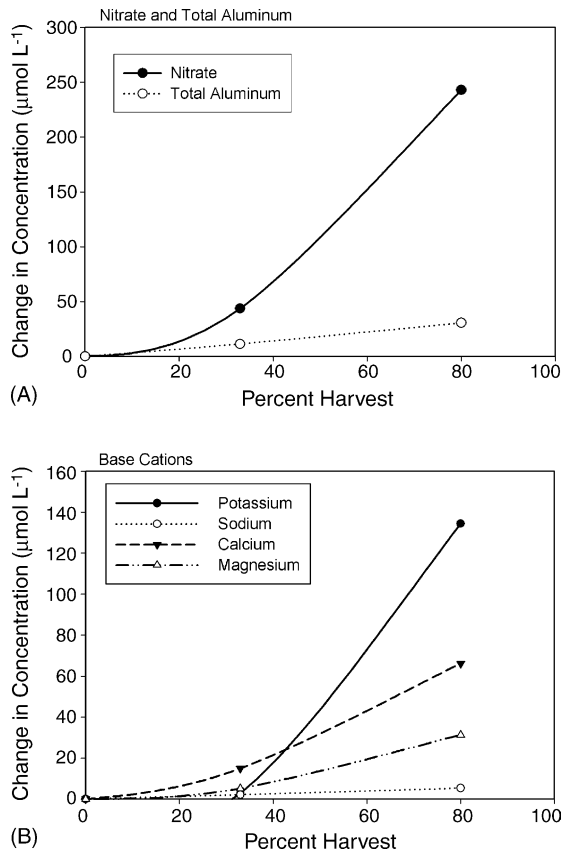 Nitrate and Total Aluminum
300
250
200
150
100
50
0
Change in Concentration (μmol L-1)
Nitrate
Total Aluminum
0 20 40 60 80 100
(A) Percent Harvest
Base Cations
160
140
120
100
80
60
40
20
0
Change in Concentration (μmol L-1)
Potassium
Sodium
Calcium
Magnesium
0 20 40 60 80 100
(B) Percent Harvest